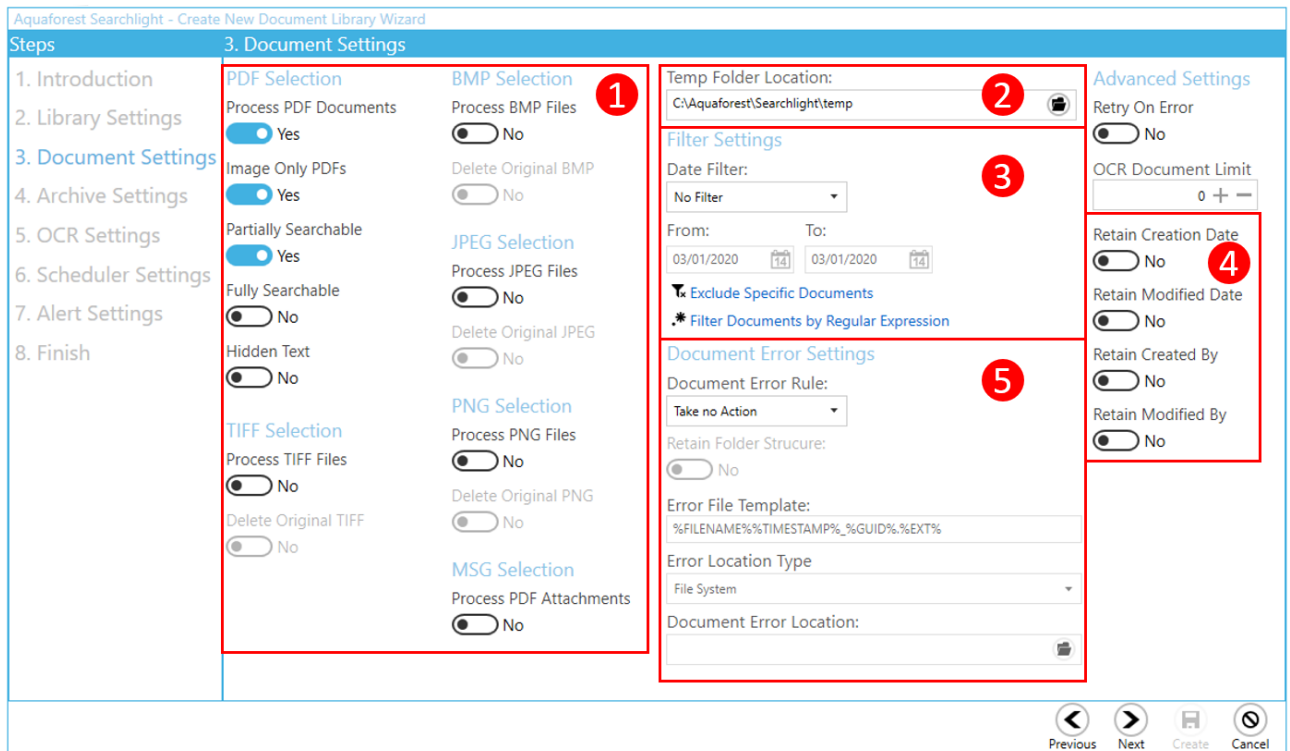 Aquaforest Searchlight - Create New Document Library Wizard
Steps
3. Document Settings
1. Introduction
2. Library Settings
3. Document Settings
4. Archive Settings
5. OCR Settings
6. Scheduler Settings
7. Alert Settings
8. Finish
PDF Selection
Process PDF Documents
Yes
Image Only PDFs
Yes
Partially Searchable
Yes
Fully Searchable
No
Hidden Text
No
TIFF Selection
Process TIFF Files
No
Delete Original TIFF
No
BMP Selection
1
Process BMP Files
No
Delete Original BMP
No
JPEG Selection
Process JPEG Files
No
Delete Original JPEG
No
PNG Selection
Process PNG Files
No
Delete Original PNG
No
MSG Selection
Process PDF Attachments
No
Temp Folder Location:
2
C:\Aquaforest\Searchlight\temp
Filter Settings
3
Date Filter:
No Filter
From: To:
03/01/2020 14 03/01/2020 14
Exclude Specific Documents
.* Filter Documents by Regular Expression
Document Error Settings
5
Document Error Rule:
Take no Action
Retain Folder Strucure:
No
Error File Template:
%FILENAME%%TIMESTAMP%_%GUID%.%EXT%
Error Location Type
File System
Document Error Location:
Advanced Settings
Retry On Error
No
OCR Document Limit
0 + −
Retain Creation Date
4
No
Retain Modified Date
No
Retain Created By
No
Retain Modified By
No
Previous Next Create Cancel